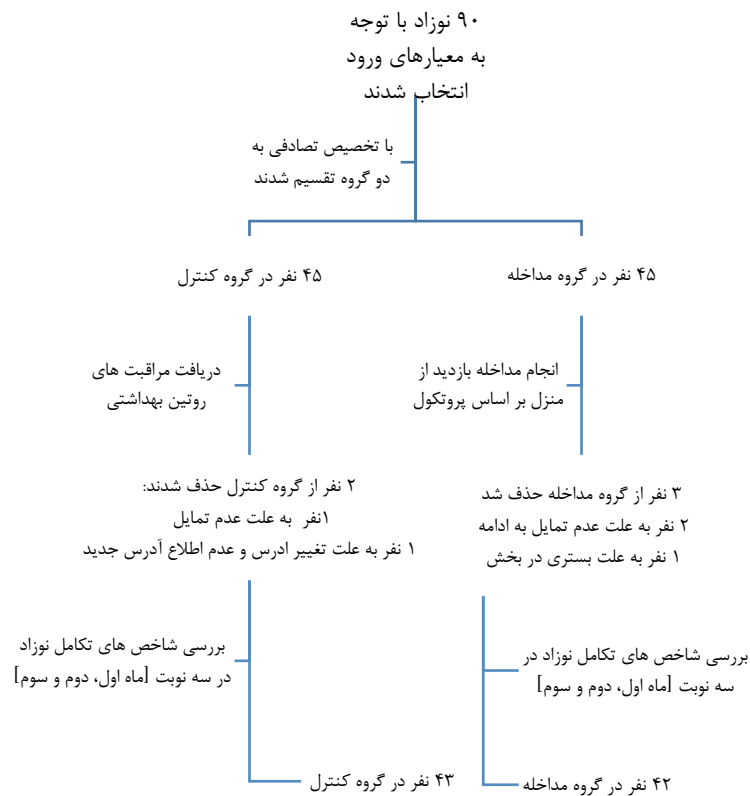 ۹۰ نوزاد با توجه
به معیارهای ورود
انتخاب شدند
با تخصیص تصادفی به
دو گروه تقسیم شدند
۴۵ نفر در گروه مداخله
۴۵ نفر در گروه کنترل
انجام مداخله بازدید از
منزل بر اساس پروتکول
دریافت مراقبت های
روتین بهداشتی
۳ نفر از گروه مداخله حذف شد
۲ نفر به علت عدم تمایل به ادامه
۱ نفر به علت بستری در بخش
۲ نفر از گروه کنترل حذف شدند:
۱نفر به علت عدم تمایل
۱ نفر به علت تغییر ادرس و عدم اطلاع آدرس جدید
بررسی شاخص های تکامل نوزاد در
سه نوبت [ماه اول، دوم و سوم]
بررسی شاخص های تکامل نوزاد
در سه نوبت [ماه اول، دوم و سوم]
۴۲ نفر در گروه مداخله
۴۳ نفر در گروه کنترل